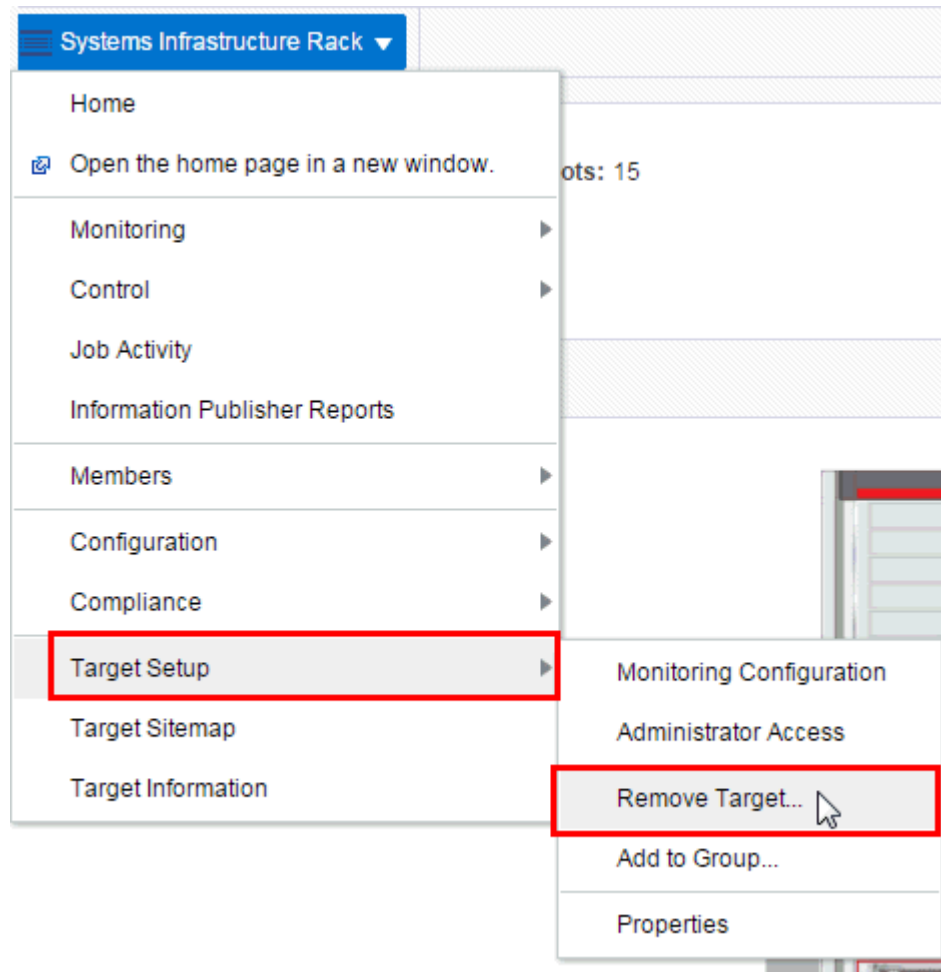 Systems Infrastructure Rack
Home
Open the home page in a new window.
ots: 15
Monitoring
Control
Job Activity
Information Publisher Reports
Members
Configuration
Compliance
Target Setup
Target Sitemap
Target Information
Monitoring Configuration
Administrator Access
Remove Target...
Add to Group...
Properties